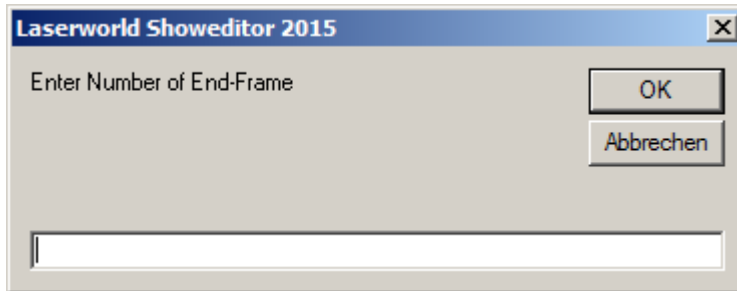 Laserworld Showeditor 2015
Enter Number of End-Frame
OK
Abbrechen